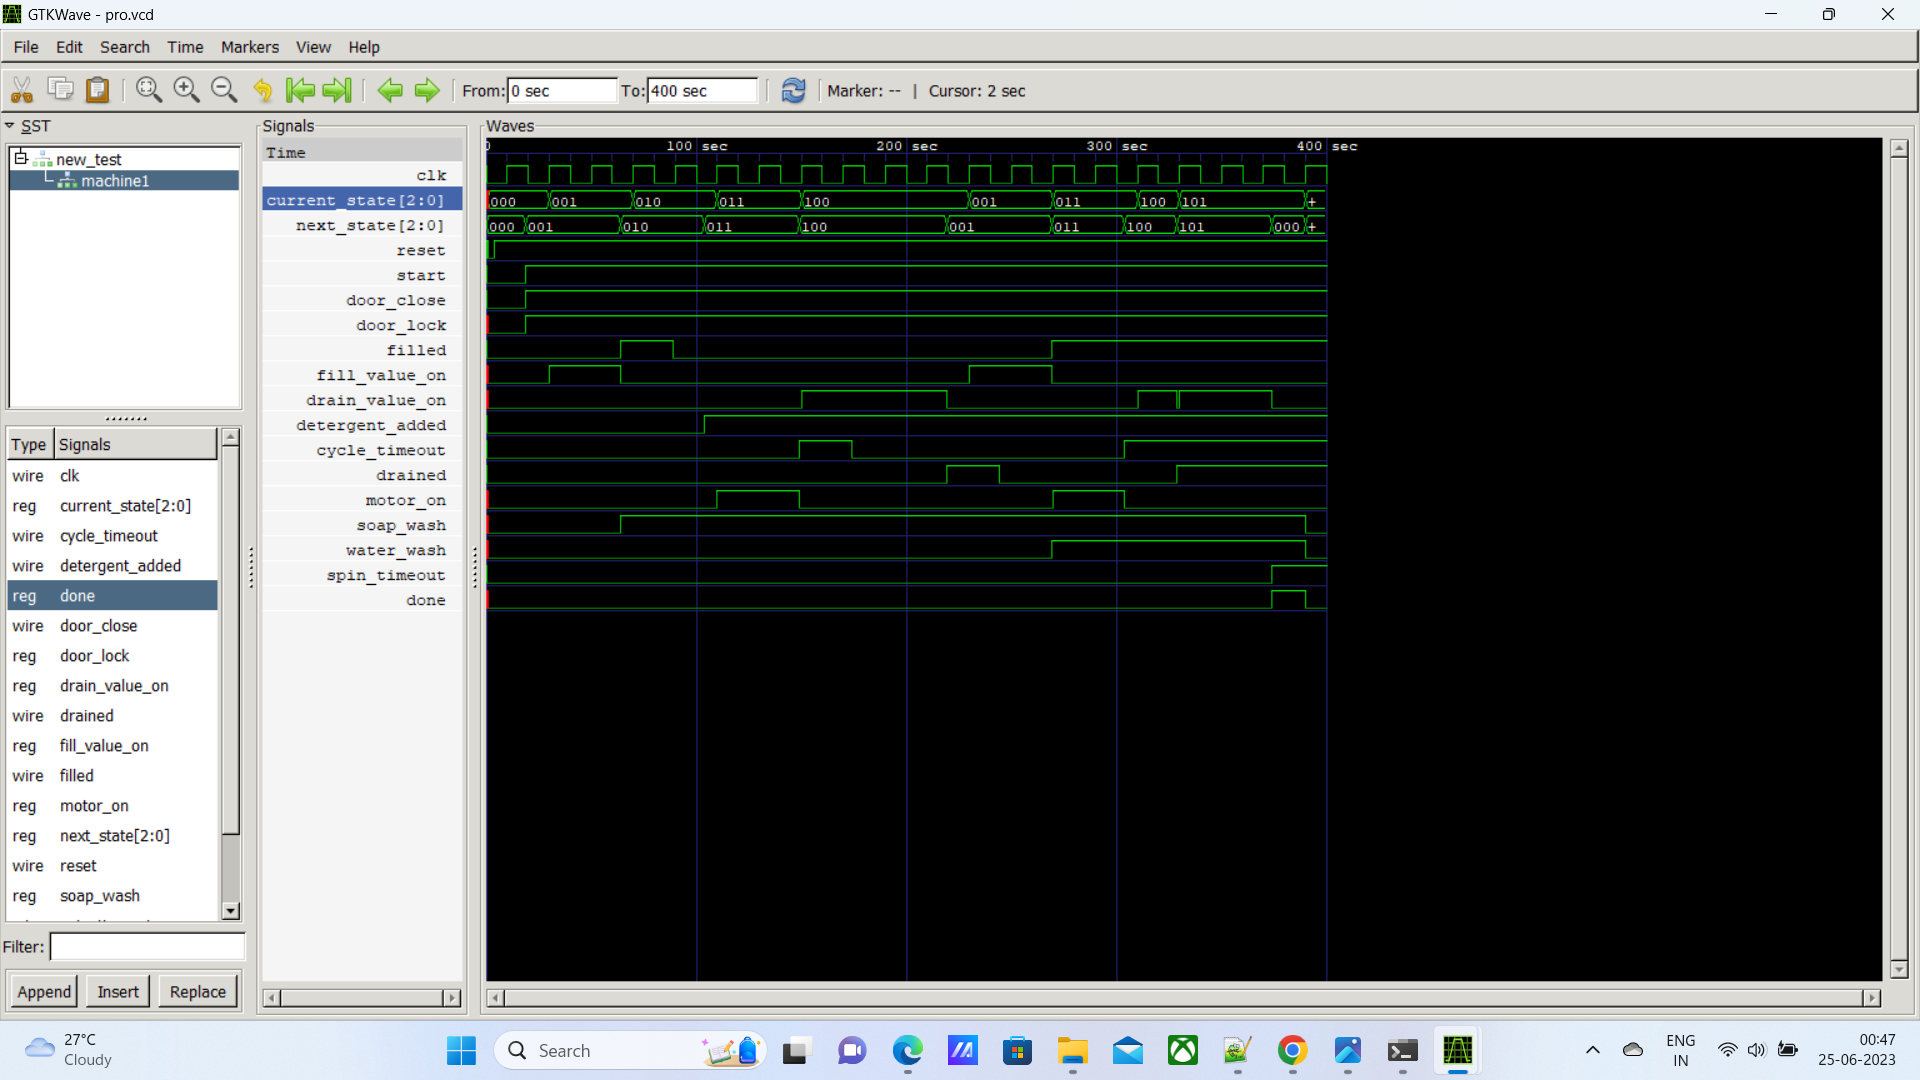 GTKWave - pro.vcd
File Edit Search Time Markers View Help
From: 0 sec To: 400 sec Marker: -- | Cursor: 2 sec
SST
new_test
machine1
Type Signals
wire clk
reg current_state[2:0]
wire cycle_timeout
wire detergent_added
reg done
wire door_close
reg door_lock
reg drain_value_on
wire drained
reg fill_value_on
wire filled
reg motor_on
reg next_state[2:0]
wire reset
reg soap_wash
Filter:
Append Insert Replace
Signals
Time
clk
current_state[2:0]
next_state[2:0]
reset
start
door_close
door_lock
filled
fill_value_on
drain_value_on
detergent_added
cycle_timeout
drained
motor_on
soap_wash
water_wash
spin_timeout
done
Waves
0 100 sec 200 sec 300 sec 400 sec
000 001 010 011 100 001 011 100 101 +
000 001 010 011 100 001 011 100 101 000 +
27°C
Cloudy
Search
ENG
IN
00:47
25-06-2023